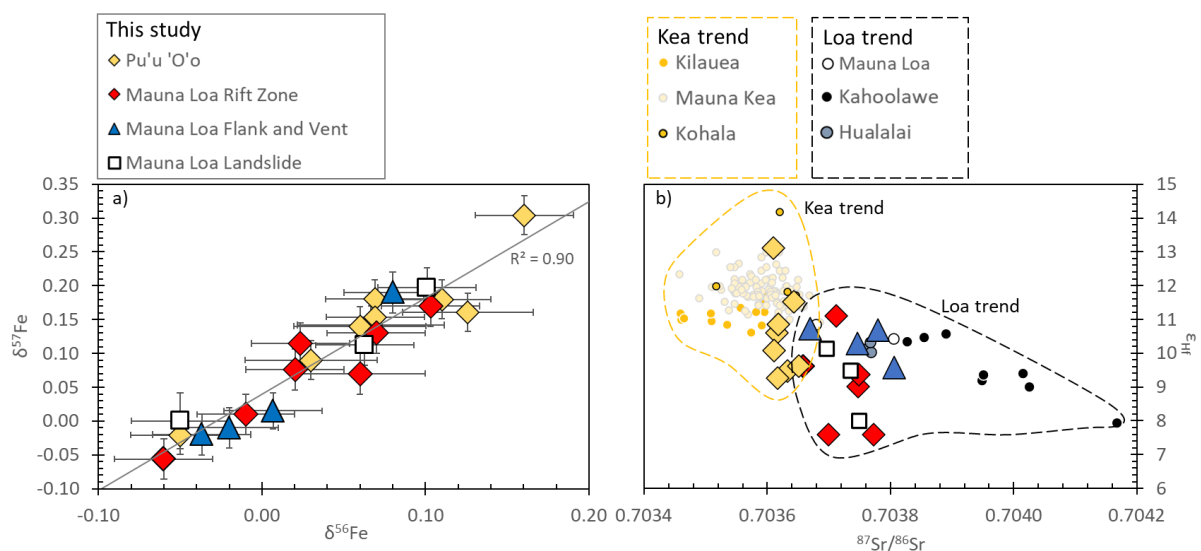 This study
Pu'u 'O'o
Mauna Loa Rift Zone
Mauna Loa Flank and Vent
Mauna Loa Landslide
Kea trend
Kilauea
Mauna Kea
Kohala
Loa trend
Mauna Loa
Kahoolawe
Hualalai
a)
R² = 0.90
δ⁵⁷Fe
0.35
0.30
0.25
0.20
0.15
0.10
0.05
0.00
-0.05
-0.10
-0.10
0.00
0.10
0.20
δ⁵⁶Fe
b)
Kea trend
Loa trend
15
14
13
12
11
10
9
8
7
6
εHf
0.7034
0.7036
0.7038
0.704
0.7042
⁸⁷Sr/⁸⁶Sr